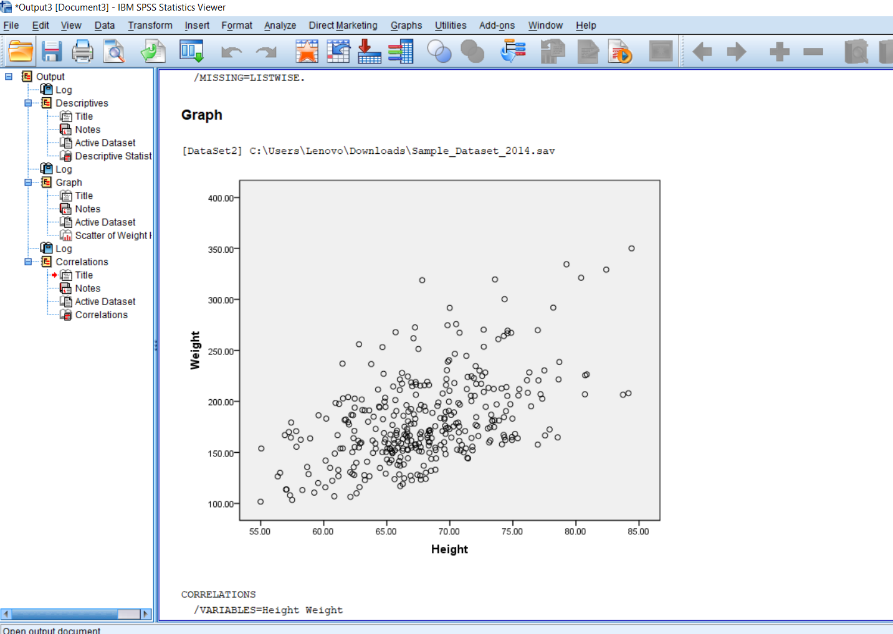 *Output3 [Document3] - IBM SPSS Statistics Viewer
File Edit View Data Transform Insert Format Analyze Direct Marketing Graphs Utilities Add-ons Window Help
Output
Log
Descriptives
Title
Notes
Active Dataset
Descriptive Statist
Log
Graph
Title
Notes
Active Dataset
Scatter of Weight H
Log
Correlations
Title
Notes
Active Dataset
Correlations
/MISSING=LISTWISE.
Graph
[DataSet2] C:\Users\Lenovo\Downloads\Sample_Dataset_2014.sav
400.00
350.00
300.00
250.00
200.00
150.00
100.00
Weight
55.00 60.00 65.00 70.00 75.00 80.00 85.00
Height
CORRELATIONS
/VARIABLES=Height Weight
Open output document